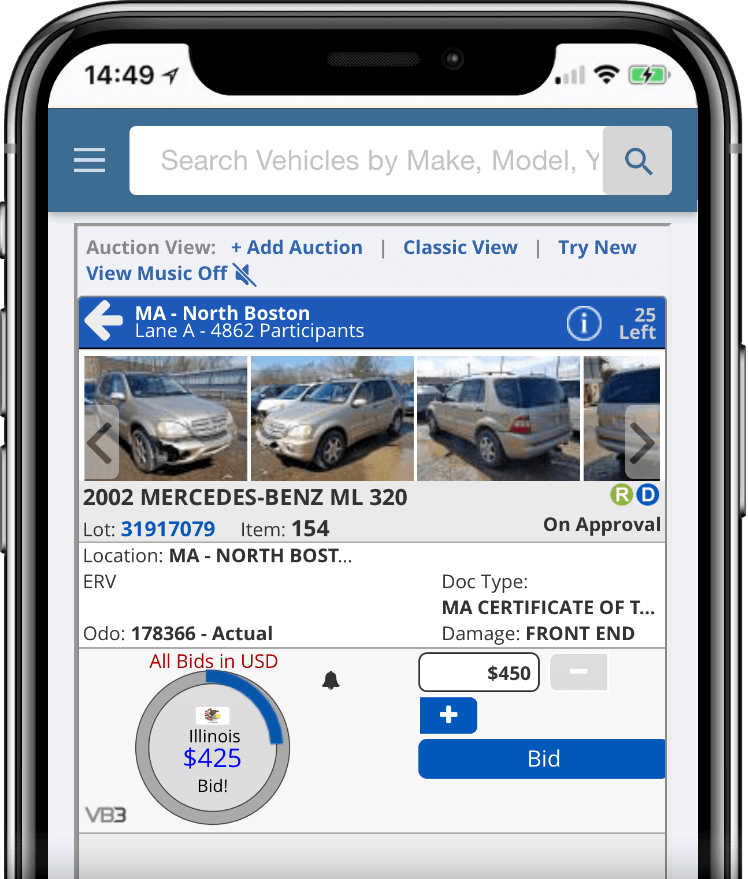 14:49
Search Vehicles by Make, Model, Y
Auction View: + Add Auction | Classic View | Try New
View Music Off
MA - North Boston
Lane A - 4862 Participants
25
Left
2002 MERCEDES-BENZ ML 320
R D
Lot: 31917079 Item: 154
On Approval
Location: MA - NORTH BOST...
ERV
Doc Type:
MA CERTIFICATE OF T...
Odo: 178366 - Actual
Damage: FRONT END
All Bids in USD
$450
Illinois
$425
Bid!
Bid
VB3